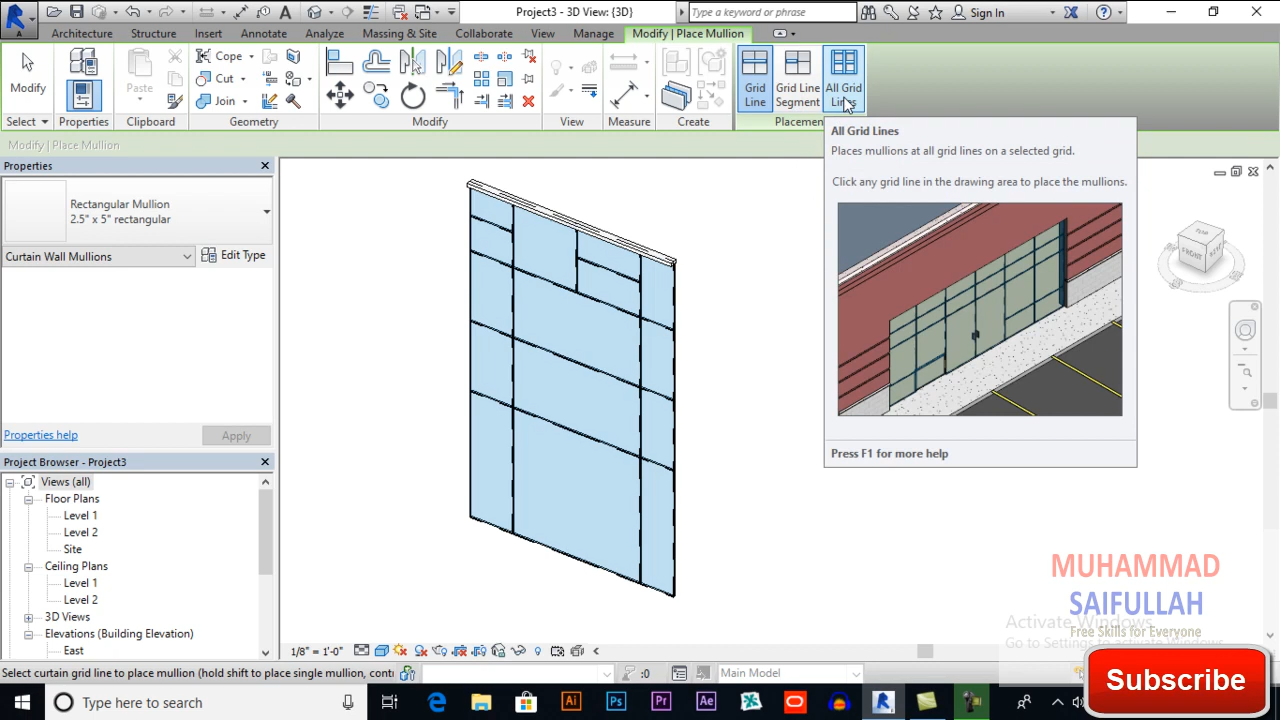 Project3 - 3D View: {3D}
Type a keyword or phrase
Sign In
Architecture Structure Insert Annotate Analyze Massing & Site Collaborate View Manage Modify | Place Mullion
Modify
Paste
Cope
Cut
Join
Grid Line
Grid Line Segment
All Grid Lines
Select Properties Clipboard Geometry Modify View Measure Create Placement
Modify | Place Mullion
Properties
Rectangular Mullion
2.5" x 5" rectangular
Curtain Wall Mullions
Edit Type
Properties help
Apply
Project Browser - Project3
Views (all)
Floor Plans
Level 1
Level 2
Site
Ceiling Plans
Level 1
Level 2
3D Views
Elevations (Building Elevation)
East
All Grid Lines
Places mullions at all grid lines on a selected grid.
Click any grid line in the drawing area to place the mullions.
Press F1 for more help
TOP
FRONT
MUHAMMAD
SAIFULLAH
Free Skills for Everyone
Activate Windows
Go to Settings to activate Windows.
1/8" = 1'-0"
Select curtain grid line to place mullion (hold shift to place single mullion, cont
:0
Main Model
Subscribe
Type here to search
Ai
Ps
Pr
Ae